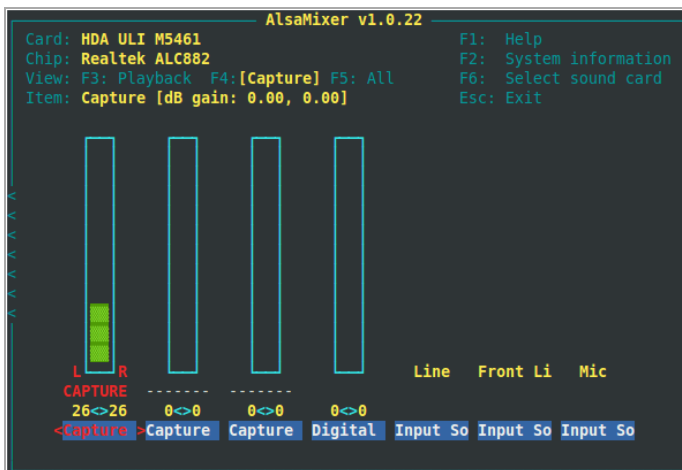 AlsaMixer v1.0.22
Card: HDA ULI M5461 F1: Help
Chip: Realtek ALC882 F2: System information
View: F3: Playback F4:[Capture] F5: All F6: Select sound card
Item: Capture [dB gain: 0.00, 0.00] Esc: Exit
<
<
<
<
<
<
<
L R Line Front Li Mic
CAPTURE ------- -------
26<>26 0<>0 0<>0 0<>0
<Capture >Capture Capture Digital Input So Input So Input So